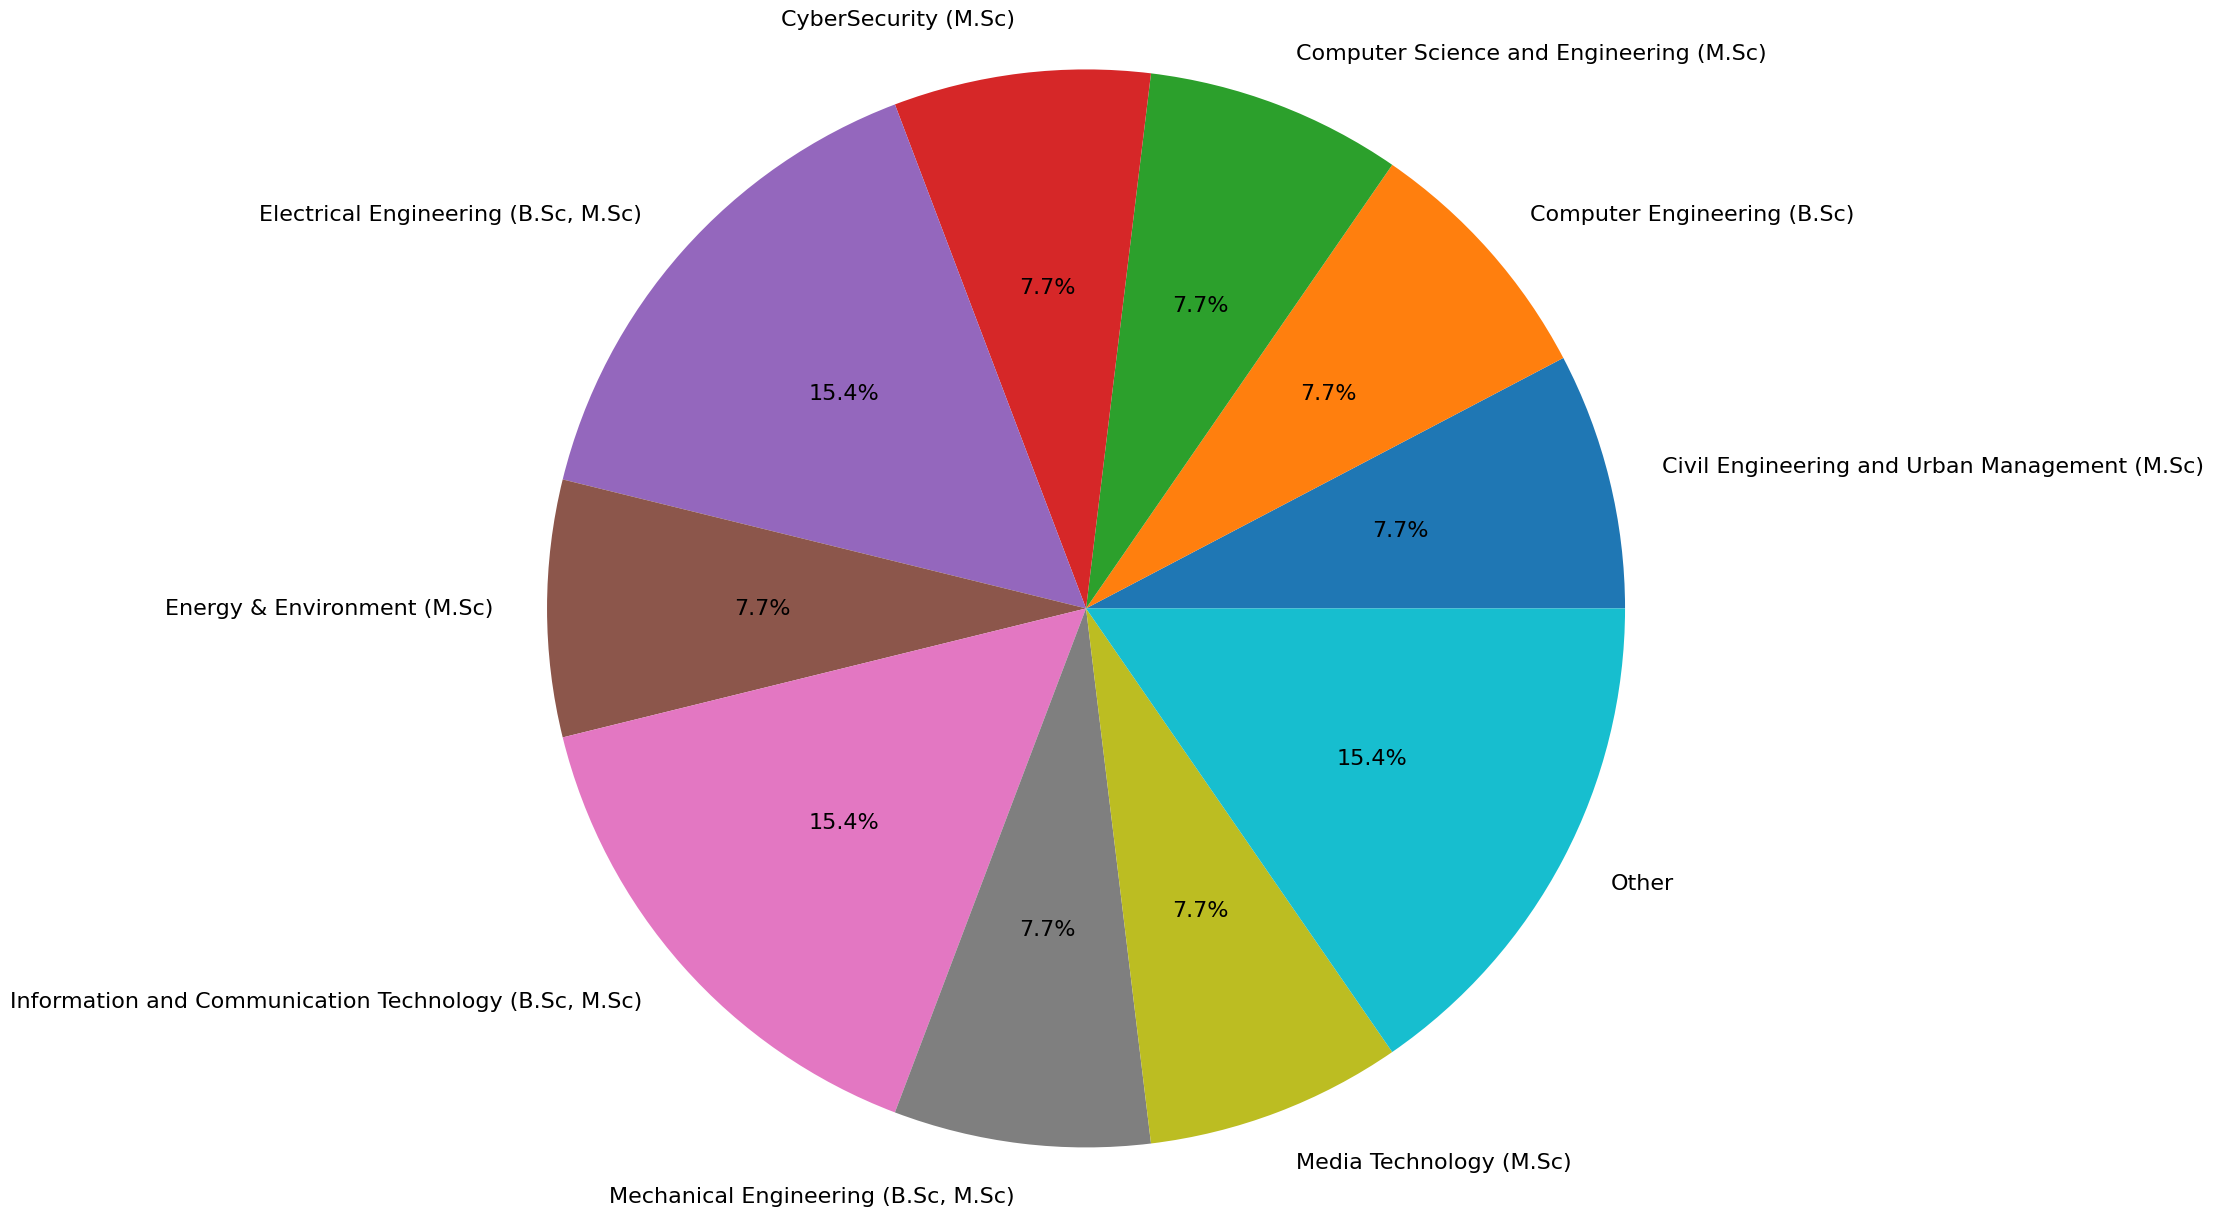 CyberSecurity (M.Sc)
Computer Science and Engineering (M.Sc)
Electrical Engineering (B.Sc, M.Sc)
Computer Engineering (B.Sc)
7.7%
7.7%
15.4%
7.7%
Civil Engineering and Urban Management (M.Sc)
7.7%
Energy & Environment (M.Sc)
7.7%
15.4%
15.4%
Other
7.7%
7.7%
Information and Communication Technology (B.Sc, M.Sc)
Media Technology (M.Sc)
Mechanical Engineering (B.Sc, M.Sc)